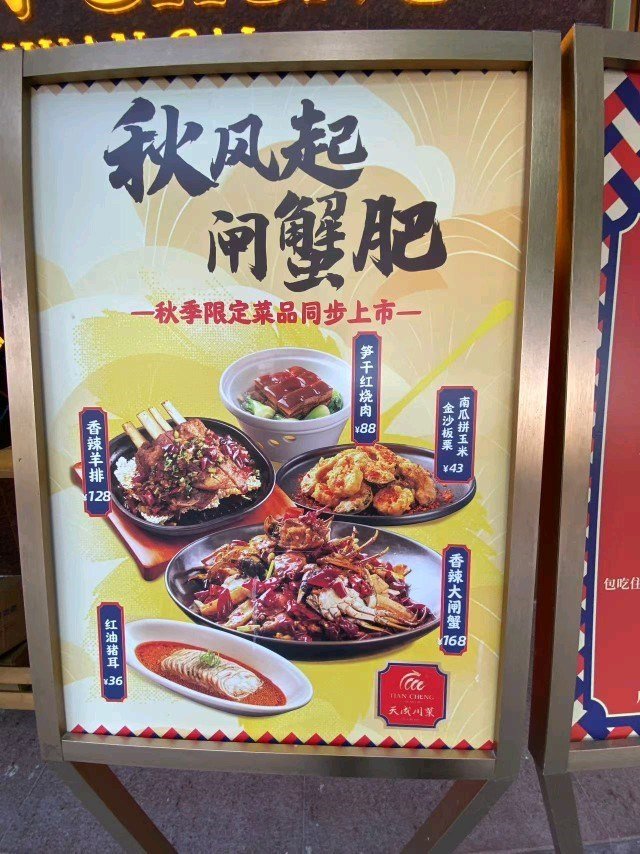 秋风起
闸蟹肥
—秋季限定菜品同步上市—
笋干红烧肉
¥88
南瓜拼玉米
金沙板栗
¥43
香辣羊排
¥128
香辣大闸蟹
¥168
红油猪耳
¥36
TIAN CHENG
天成川菜
包吃住